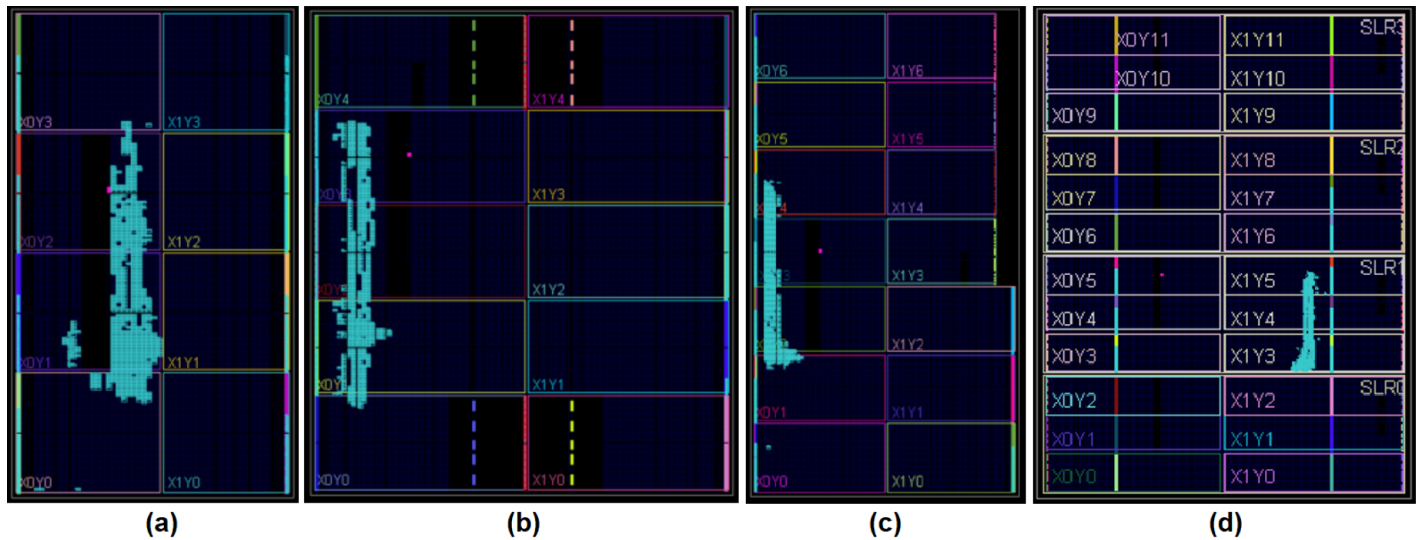 X0Y3 X1Y3
X0Y2 X1Y2
X0Y1 X1Y1
X0Y0 X1Y0
(a)
X0Y4 X1Y4
X1Y3
X1Y2
X1Y1
X0Y0 X1Y0
(b)
X0Y6 X1Y6
X0Y5 X1Y5
X1Y4
X1Y3
X1Y2
X0Y1 X1Y1
X0Y0 X1Y0
(c)
SLR3
X0Y11 X1Y11
X0Y10 X1Y10
X0Y9 X1Y9
SLR2
X0Y8 X1Y8
X0Y7 X1Y7
X0Y6 X1Y6
SLR1
X0Y5 X1Y5
X0Y4 X1Y4
X0Y3 X1Y3
SLR0
X0Y2 X1Y2
X0Y1 X1Y1
X0Y0 X1Y0
(d)